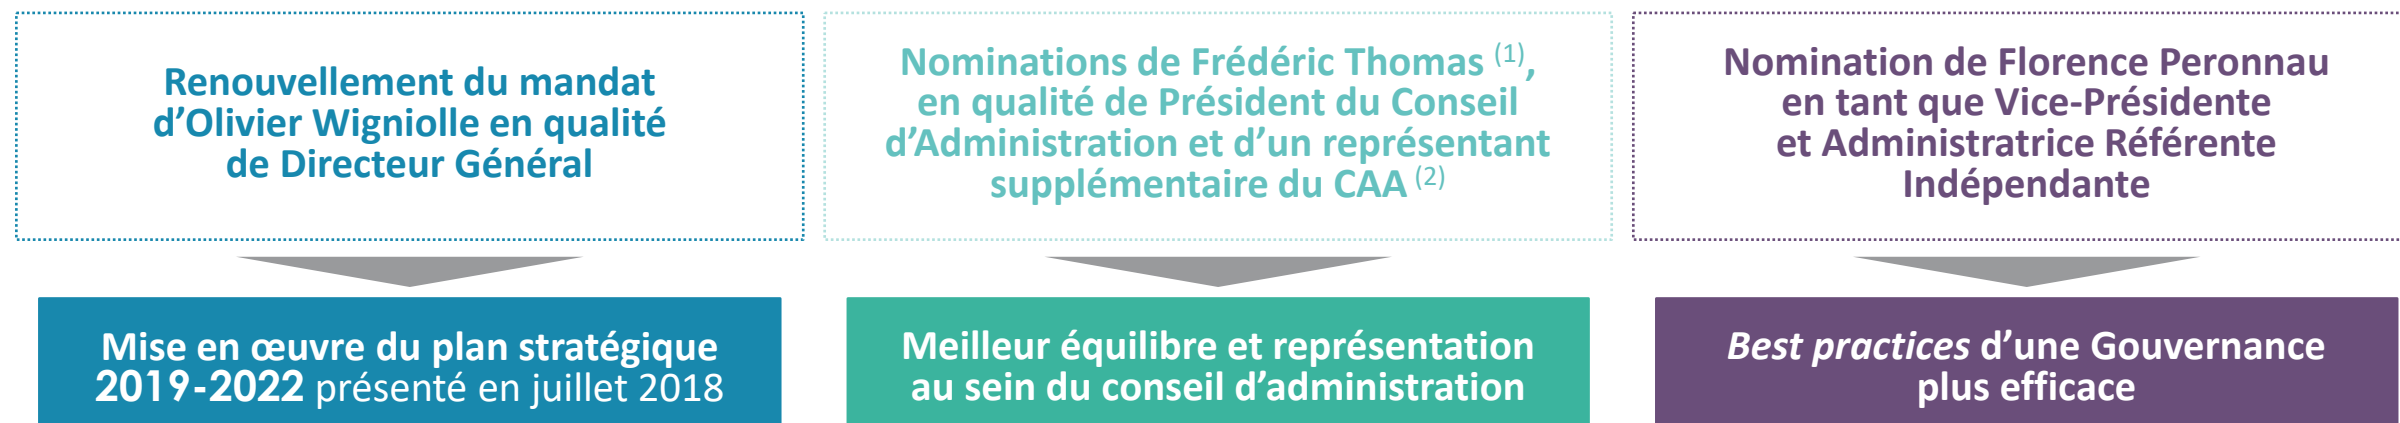 Renouvellement du mandat
d’Olivier Wigniolle en qualité
de Directeur Général
Nominations de Frédéric Thomas (1),
en qualité de Président du Conseil
d’Administration et d’un représentant
supplémentaire du CAA (2)
Nomination de Florence Peronnau
en tant que Vice-Présidente
et Administratrice Référente
Indépendante
Mise en œuvre du plan stratégique
2019-2022 présenté en juillet 2018
Meilleur équilibre et représentation
au sein du conseil d’administration
Best practices d’une Gouvernance
plus efficace